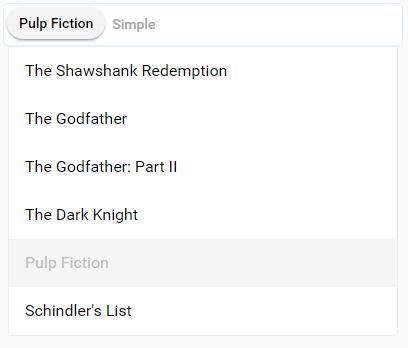 Pulp Fiction Simple
The Shawshank Redemption
The Godfather
The Godfather: Part II
The Dark Knight
Pulp Fiction
Schindler's List